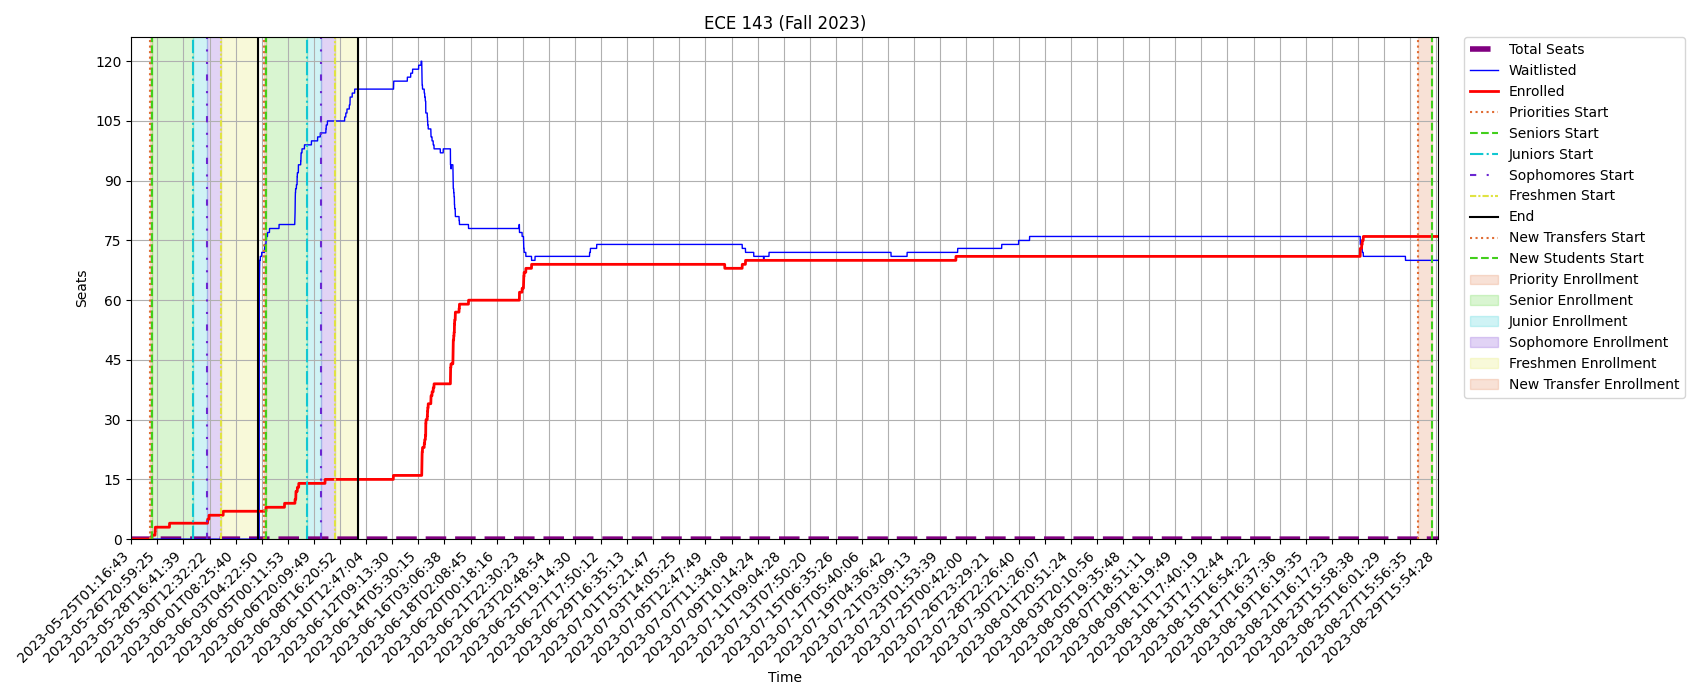 ECE 143 (Fall 2023)
Total Seats
Waitlisted
Enrolled
Priorities Start
Seniors Start
Juniors Start
Sophomores Start
Freshmen Start
End
New Transfers Start
New Students Start
Priority Enrollment
Senior Enrollment
Junior Enrollment
Sophomore Enrollment
Freshmen Enrollment
New Transfer Enrollment
Seats
120
105
90
75
60
45
30
15
0
2023-05-25T01:16:43
2023-05-26T20:59:25
2023-05-28T16:41:39
2023-05-30T12:32:22
2023-06-01T08:25:40
2023-06-03T04:22:50
2023-06-05T00:11:53
2023-06-06T20:09:49
2023-06-08T16:20:52
2023-06-10T12:47:04
2023-06-12T09:13:30
2023-06-14T05:30:15
2023-06-16T03:06:38
2023-06-18T02:08:45
2023-06-20T00:18:16
2023-06-21T22:30:23
2023-06-23T20:48:54
2023-06-25T19:14:30
2023-06-27T17:50:12
2023-06-29T16:35:13
2023-07-01T15:21:47
2023-07-03T14:05:25
2023-07-05T12:47:49
2023-07-07T11:34:08
2023-07-09T10:14:24
2023-07-11T09:04:28
2023-07-13T07:50:20
2023-07-15T06:35:26
2023-07-17T05:40:06
2023-07-19T04:36:42
2023-07-21T03:09:13
2023-07-23T01:53:39
2023-07-25T00:42:00
2023-07-26T23:29:21
2023-07-28T22:26:40
2023-07-30T21:26:07
2023-08-01T20:51:24
2023-08-03T20:10:56
2023-08-05T19:35:48
2023-08-07T18:51:11
2023-08-09T18:19:49
2023-08-11T17:40:19
2023-08-13T17:12:44
2023-08-15T16:54:22
2023-08-17T16:37:36
2023-08-19T16:19:35
2023-08-21T16:17:23
2023-08-23T15:58:38
2023-08-25T16:01:29
2023-08-27T15:56:35
2023-08-29T15:54:28
Time